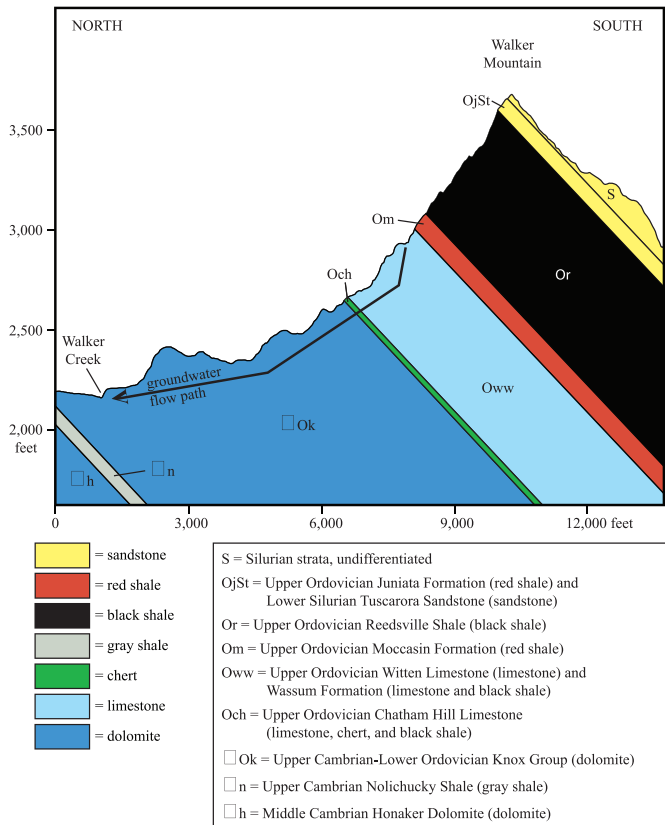 NORTH
SOUTH
Walker
Mountain
OjSt
3,500
S
Om
3,000
Or
Och
2,500
Walker
Creek
groundwater
flow path
Oww
□Ok
2,000
feet
□n
□h
0
3,000
6,000
9,000
12,000 feet
= sandstone
= red shale
= black shale
= gray shale
= chert
= limestone
= dolomite
S = Silurian strata, undifferentiated
OjSt = Upper Ordovician Juniata Formation (red shale) and
Lower Silurian Tuscarora Sandstone (sandstone)
Or = Upper Ordovician Reedsville Shale (black shale)
Om = Upper Ordovician Moccasin Formation (red shale)
Oww = Upper Ordovician Witten Limestone (limestone) and
Wassum Formation (limestone and black shale)
Och = Upper Ordovician Chatham Hill Limestone
(limestone, chert, and black shale)
□Ok = Upper Cambrian-Lower Ordovician Knox Group (dolomite)
□n = Upper Cambrian Nolichucky Shale (gray shale)
□h = Middle Cambrian Honaker Dolomite (dolomite)